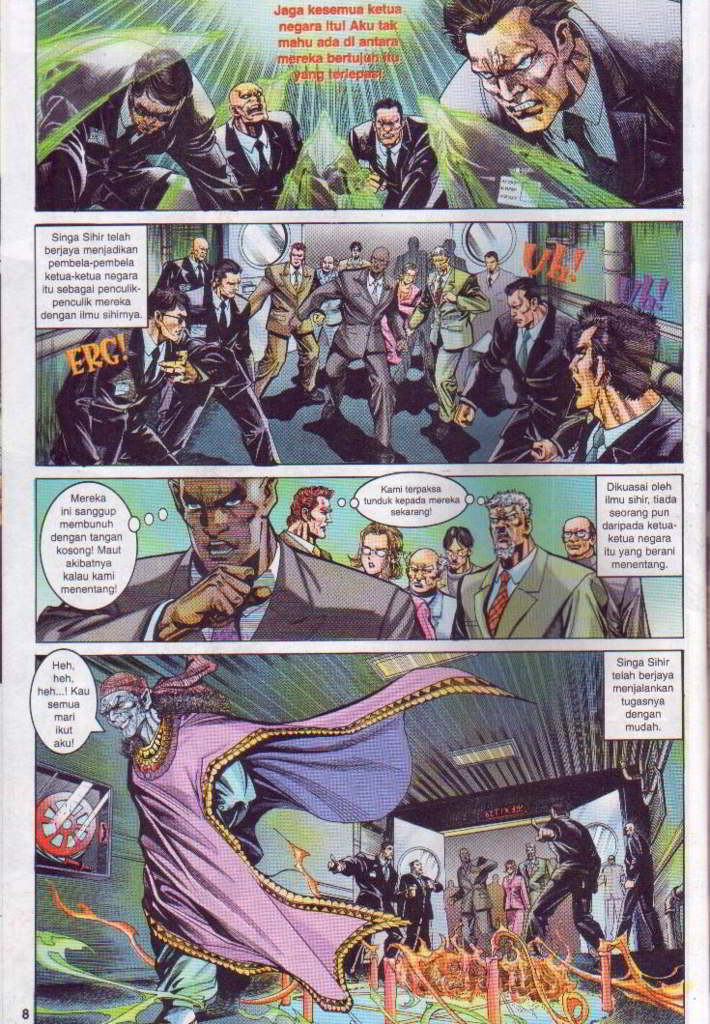 Jaga kesemua ketua
negara itu! Aku tak
mahu ada di antara
mereka bertujuh itu
yang terlepas.
Singa Sihir telah
berjaya menjadikan
pembela-pembela
ketua-ketua negara
itu sebagai penculik-
penculik mereka
dengan ilmu sihirnya.
ERG!
Uh!
Uh!
Mereka
ini sanggup
membunuh
dengan tangan
kosong! Maut
akibatnya
kalau kami
menentang!
Kami terpaksa
tunduk kepada mereka
sekarang!
Dikuasai oleh
ilmu sihir, tiada
seorang pun
daripada ketua-
ketua negara
itu yang berani
menentang.
Heh,
heh,
heh...! Kau
semua
mari
ikut
aku!
Singa Sihir
telah berjaya
menjalankan
tugasnya
dengan
mudah.
8